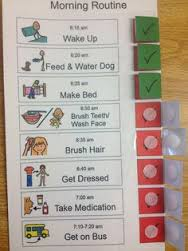 Morning Routine
6:15 am
Wake Up
6:20 am
Feed & Water Dog
6:25 am
Make Bed
6:30 am
Brush Teeth/
Wash Face
6:35 am
Brush Hair
6:40 am
Get Dressed
7:00 am
Take Medication
7:10-7:20 am
Get on Bus